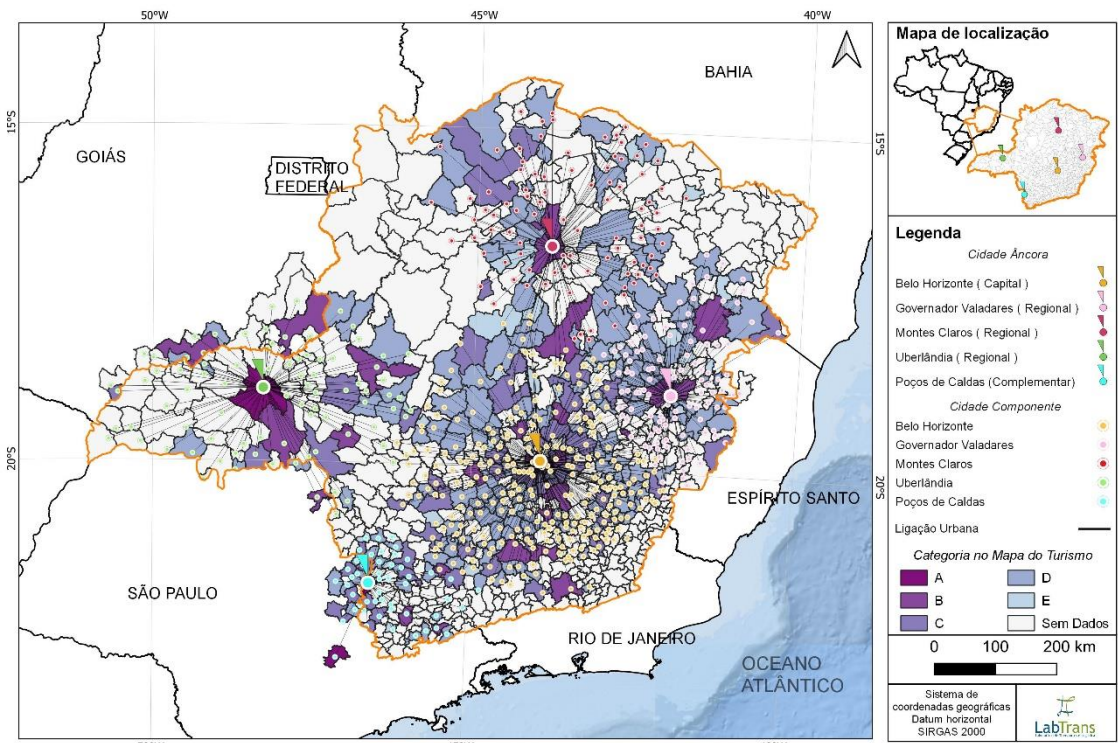 50°W
45°W
40°W
15°S
15°S
20°S
20°S
BAHIA
GOIÁS
DISTRITO
FEDERAL
ESPÍRITO SANTO
SÃO PAULO
RIO DE JANEIRO
OCEANO
ATLÂNTICO
Mapa de localização
Legenda
Cidade Âncora
Belo Horizonte ( Capital )
Governador Valadares ( Regional )
Montes Claros ( Regional )
Uberlândia ( Regional )
Poços de Caldas (Complementar)
Cidade Componente
Belo Horizonte
Governador Valadares
Montes Claros
Uberlândia
Poços de Caldas
Ligação Urbana
Categoria no Mapa do Turismo
A D
B E
C Sem Dados
0 100 200 km
Sistema de
coordenadas geográficas
Datum horizontal
SIRGAS 2000
LabTrans